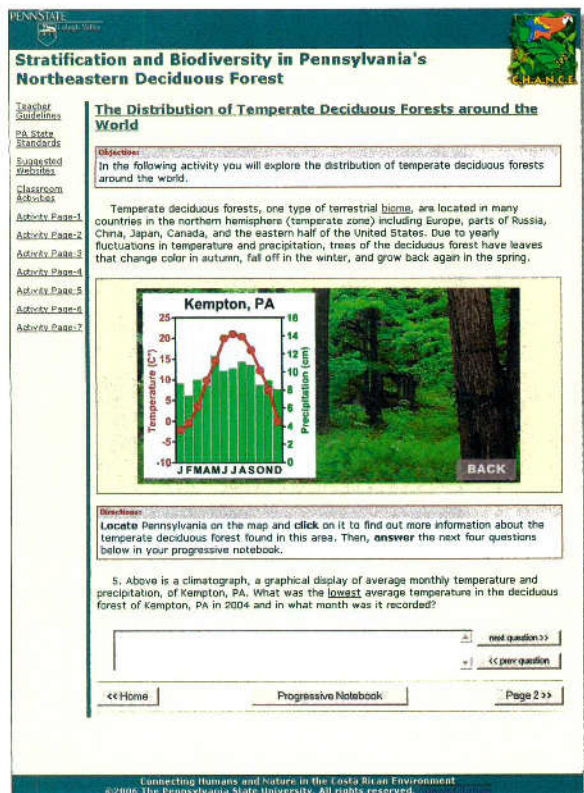 PENNSTATE
Lehigh Valley
C.H.A.N.C.E.
Stratification and Biodiversity in Pennsylvania's
Northeastern Deciduous Forest
Teacher
Guidelines
PA State
Standards
Suggested
Websites
Classroom
Activities
Activity Page-1
Activity Page-2
Activity Page-3
Activity Page-4
Activity Page-5
Activity Page-6
Activity Page-7
The Distribution of Temperate Deciduous Forests around the
World
Objective:
In the following activity you will explore the distribution of temperate deciduous forests
around the world.
Temperate deciduous forests, one type of terrestrial biome, are located in many
countries in the northern hemisphere (temperate zone) including Europe, parts of Russia,
China, Japan, Canada, and the eastern half of the United States. Due to yearly
fluctuations in temperature and precipitation, trees of the deciduous forest have leaves
that change color in autumn, fall off in the winter, and grow back again in the spring.
Kempton, PA
Temperature (C°)
25
20
15
10
5
0
-5
-10
Precipitation (cm)
16
14
12
10
8
6
4
2
0
J F M A M J J A S O N D
BACK
Directions:
Locate Pennsylvania on the map and click on it to find out more information about the
temperate deciduous forest found in this area. Then, answer the next four questions
below in your progressive notebook.
5. Above is a climatograph, a graphical display of average monthly temperature and
precipitation, of Kempton, PA. What was the lowest average temperature in the deciduous
forest of Kempton, PA in 2004 and in what month was it recorded?
next question >>
<< prev question
<< Home
Progressive Notebook
Page 2 >>
Connecting Humans and Nature in the Costa Rican Environment
©2006 The Pennsylvania State University. All rights reserved.